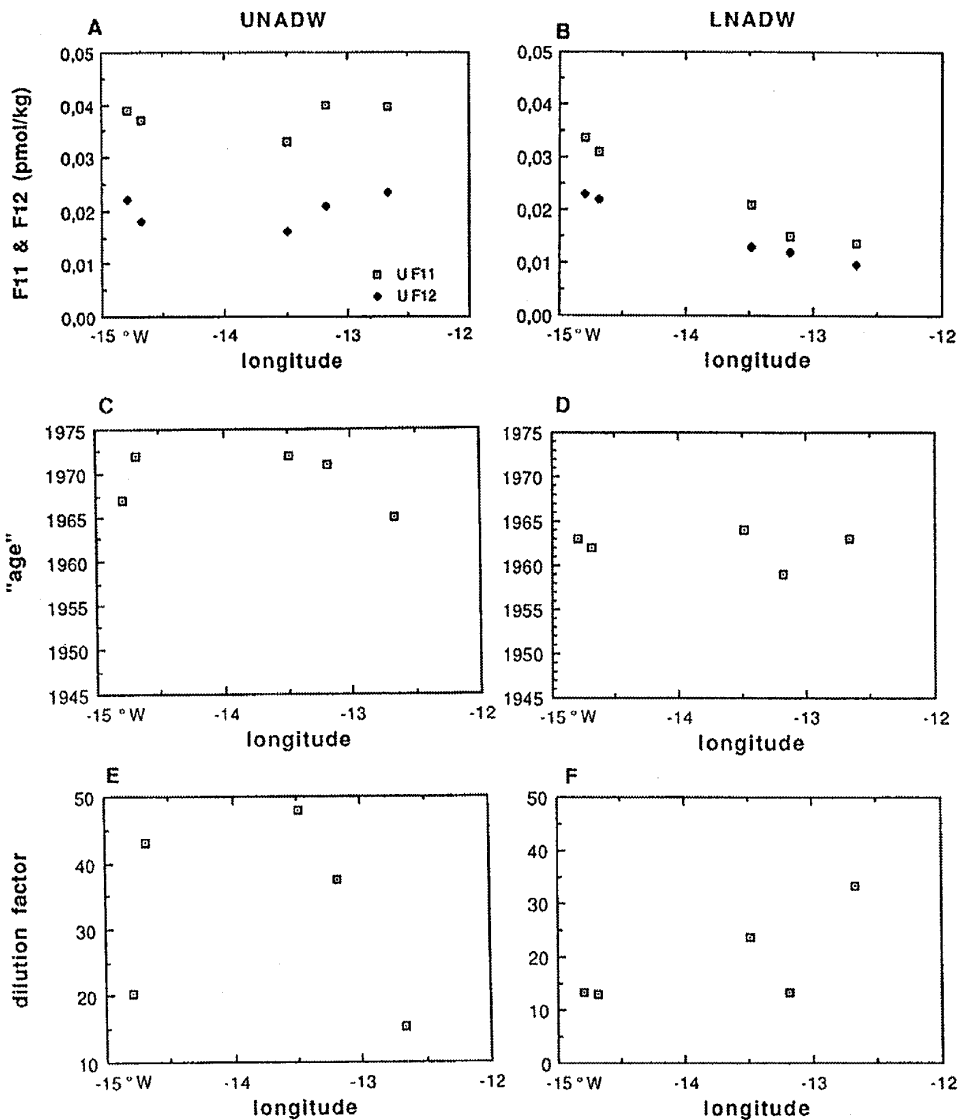 UNADW
LNADW
A
B
F11 & F12 (pmol/kg)
0,05
0,04
0,03
0,02
0,01
0,00
UF11
UF12
-15°W -14 -13 -12
longitude
0,05
0,04
0,03
0,02
0,01
0,00
-15°W -14 -13 -12
longitude
C
D
"age"
1975
1970
1965
1960
1955
1950
1945
-15°W -14 -13 -12
longitude
1975
1970
1965
1960
1955
1950
1945
-15°W -14 -13 -12
longitude
E
F
dilution factor
50
40
30
20
10
-15°W -14 -13 -12
longitude
50
40
30
20
10
0
-15°W -14 -13 -12
longitude